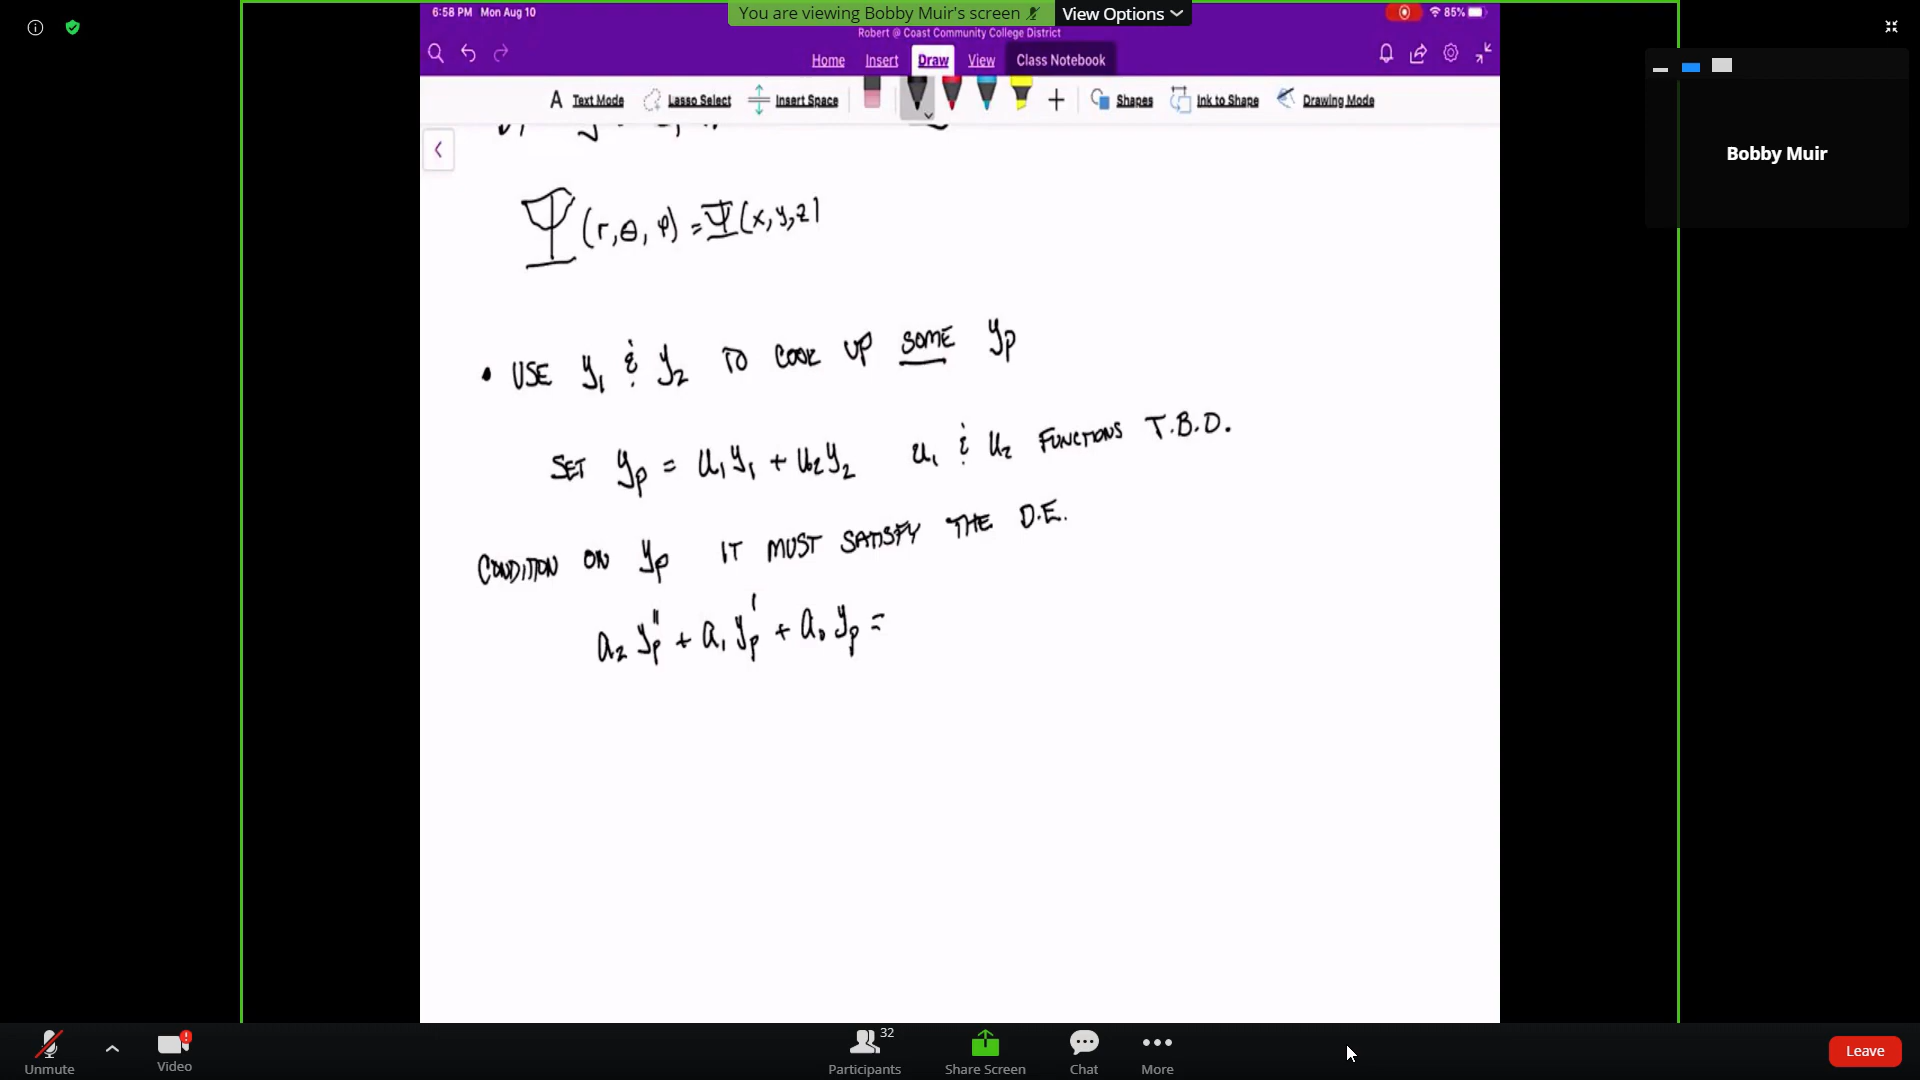 6:58 PM Mon Aug 10
You are viewing Bobby Muir's screen
View Options
85%
Robert @ Coast Community College District
Home Insert Draw View Class Notebook
A Text Mode Lasso Select Insert Space Shapes Ink to Shape Drawing Mode
Bobby Muir
Ψ(r, θ, φ) = Ψ(x, y, z)
• USE y₁ & y₂ TO COOK UP SOME yₚ
SET yₚ = u₁y₁ + u₂y₂ u₁ & u₂ FUNCTIONS T.B.D.
CONDITION ON yₚ IT MUST SATISFY THE D.E.
a₂ yₚ'' + a₁ yₚ' + a₀ yₚ =
Unmute Video Participants 32 Share Screen Chat More Leave